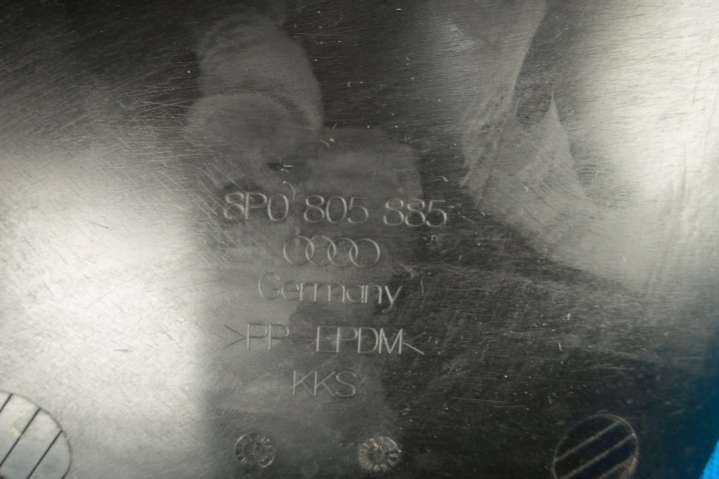 8P0 805 885
Germany
>PP EPDM<
KKS